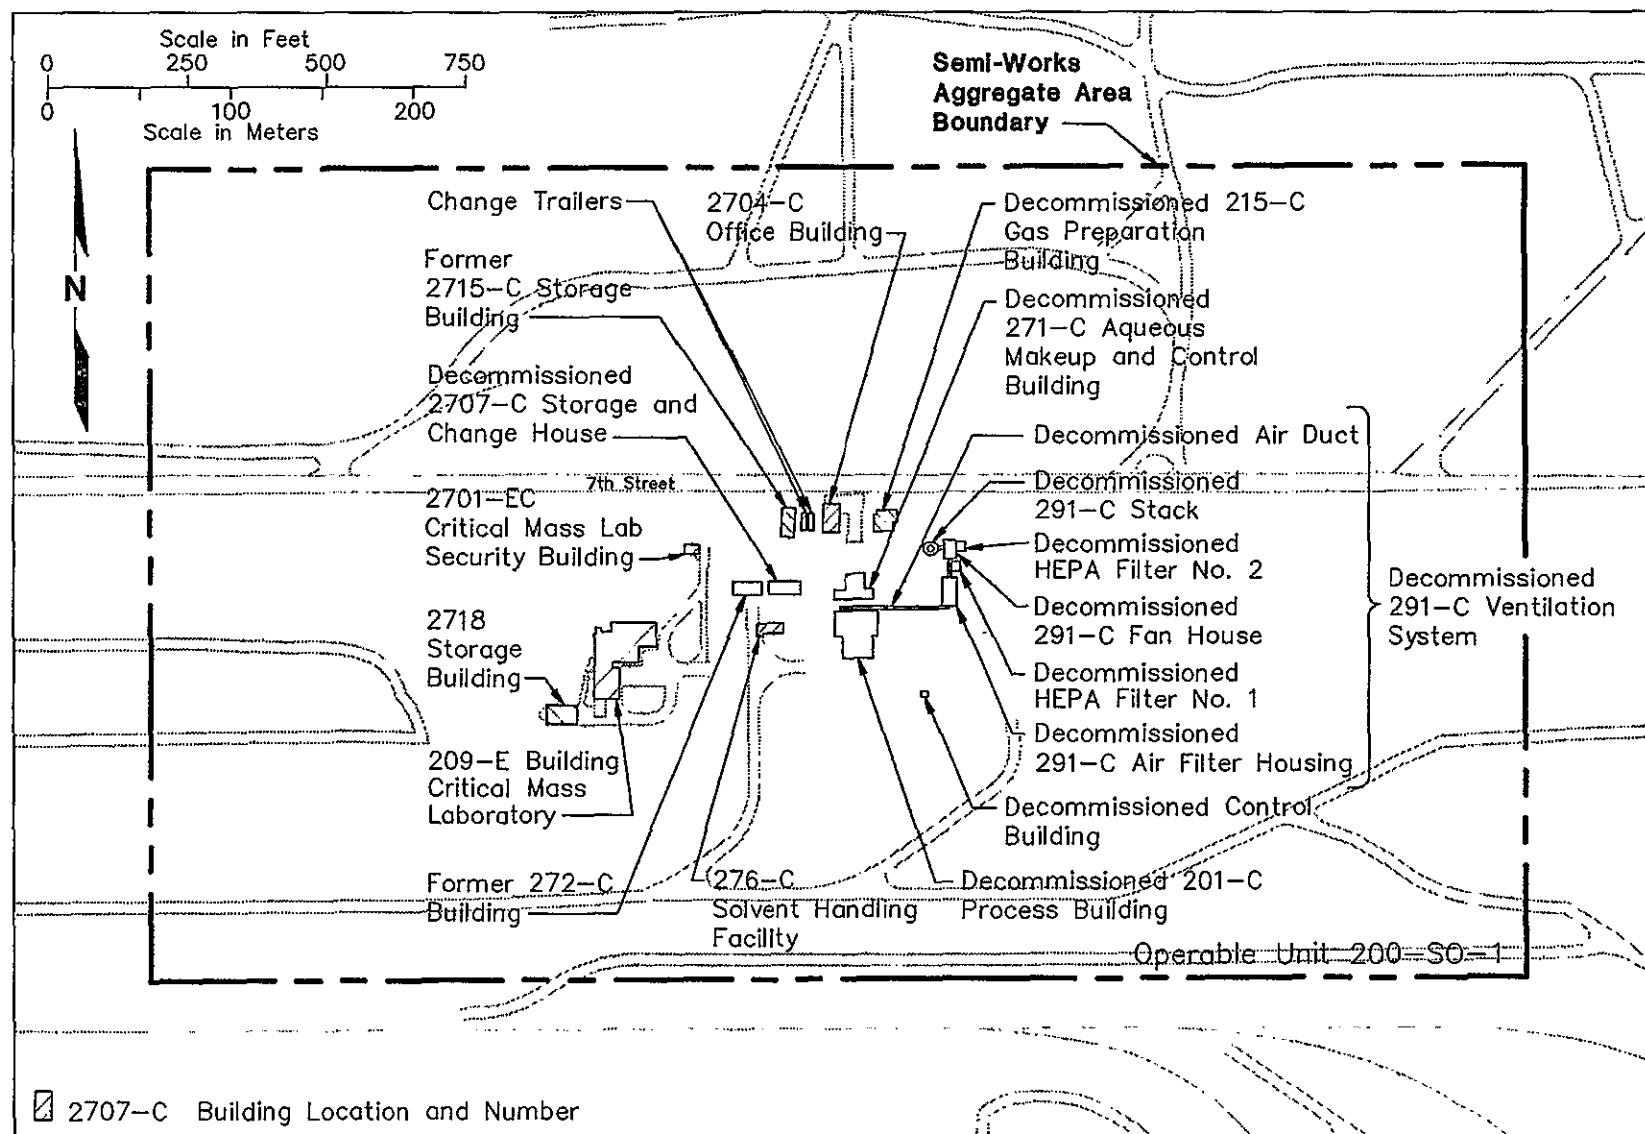 Scale in Feet
0 250 500 750
0 100 200
Scale in Meters
Semi-Works
Aggregate Area
Boundary
N
Change Trailers
2704-C
Office Building
Decommissioned 215-C
Gas Preparation
Building
Former
2715-C Storage
Building
Decommissioned
271-C Aqueous
Makeup and Control
Building
Decommissioned
2707-C Storage and
Change House
Decommissioned Air Duct
7th Street
2701-EC
Critical Mass Lab
Security Building
Decommissioned
291-C Stack
Decommissioned
HEPA Filter No. 2
Decommissioned
291-C Fan House
Decommissioned
291-C Ventilation
System
2718
Storage
Building
Decommissioned
HEPA Filter No. 1
Decommissioned
291-C Air Filter Housing
209-E Building
Critical Mass
Laboratory
Decommissioned Control
Building
Former 272-C
Building
276-C
Solvent Handling
Facility
Decommissioned 201-C
Process Building
Operable Unit 200-SO-1
2707-C Building Location and Number